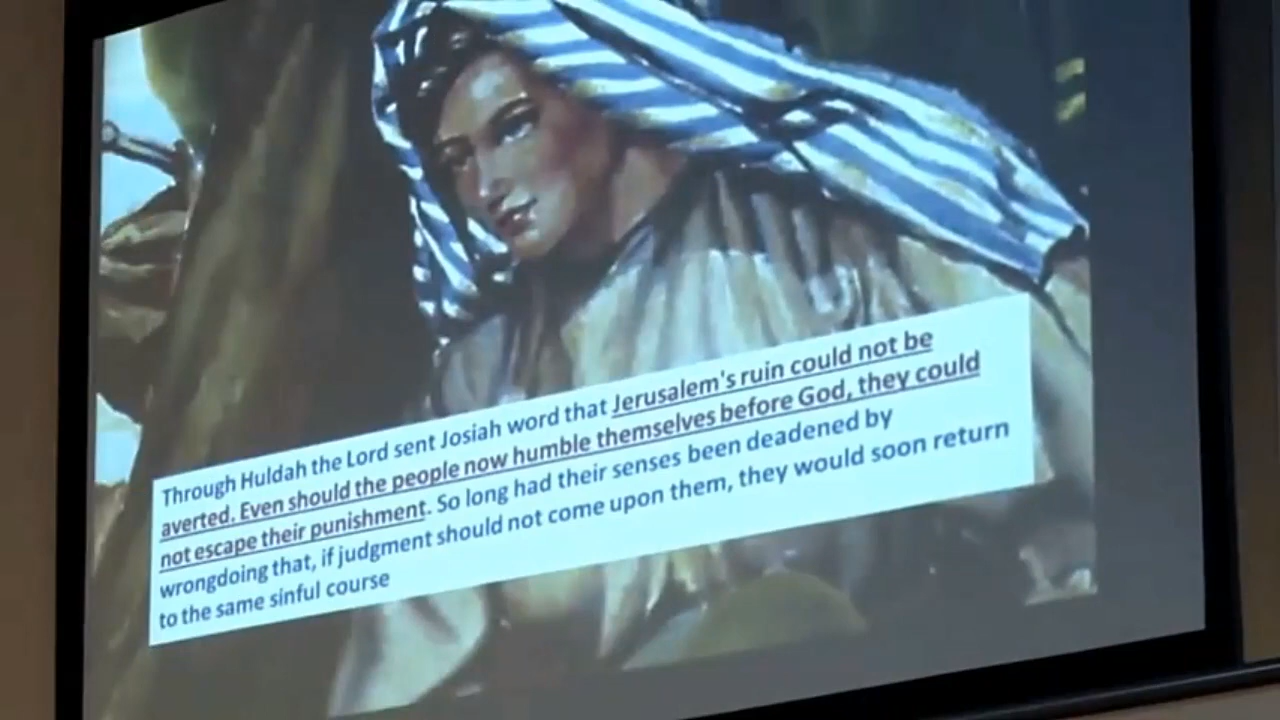 Through Huldah the Lord sent Josiah word that Jerusalem's ruin could not be
averted. Even should the people now humble themselves before God, they could
not escape their punishment. So long had their senses been deadened by
wrongdoing that, if judgment should not come upon them, they would soon return
to the same sinful course